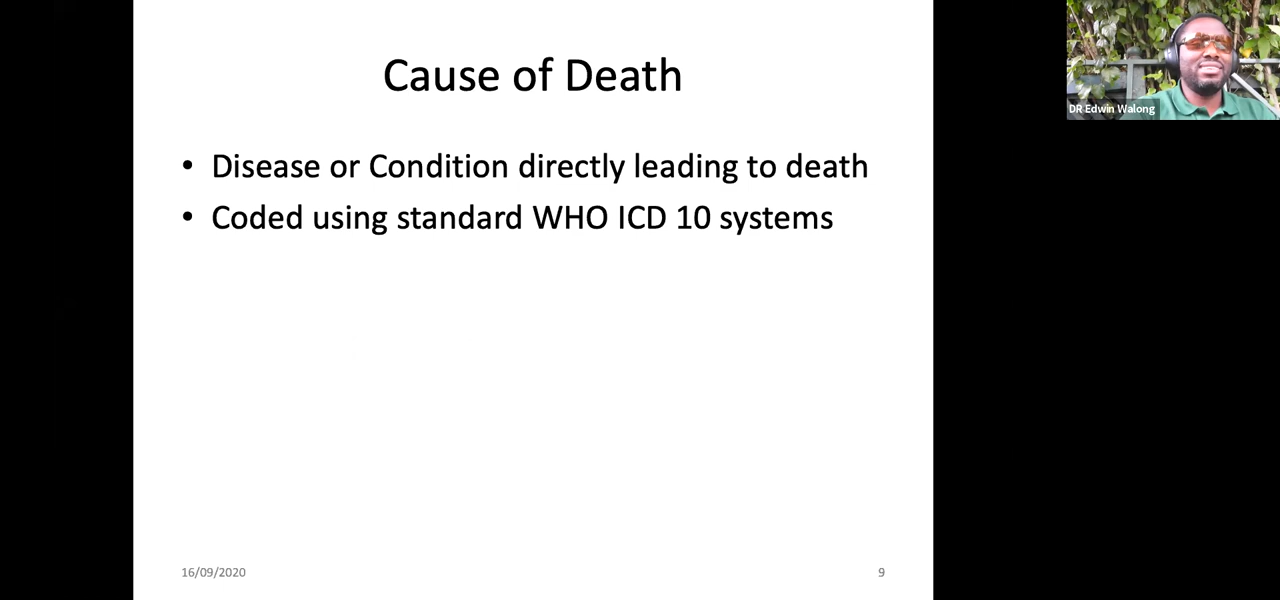 Cause of Death
• Disease or Condition directly leading to death
• Coded using standard WHO ICD 10 systems
16/09/2020
9
DR Edwin Walong